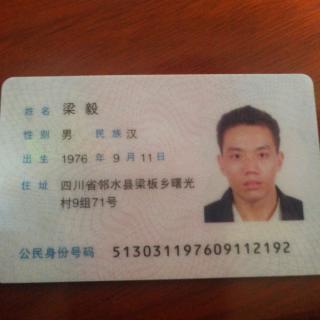 姓名 梁毅
性别 男 民族 汉
出生 1976 年 9 月 11 日
住址 四川省邻水县梁板乡曙光
村9组71号
公民身份号码 513031197609112192